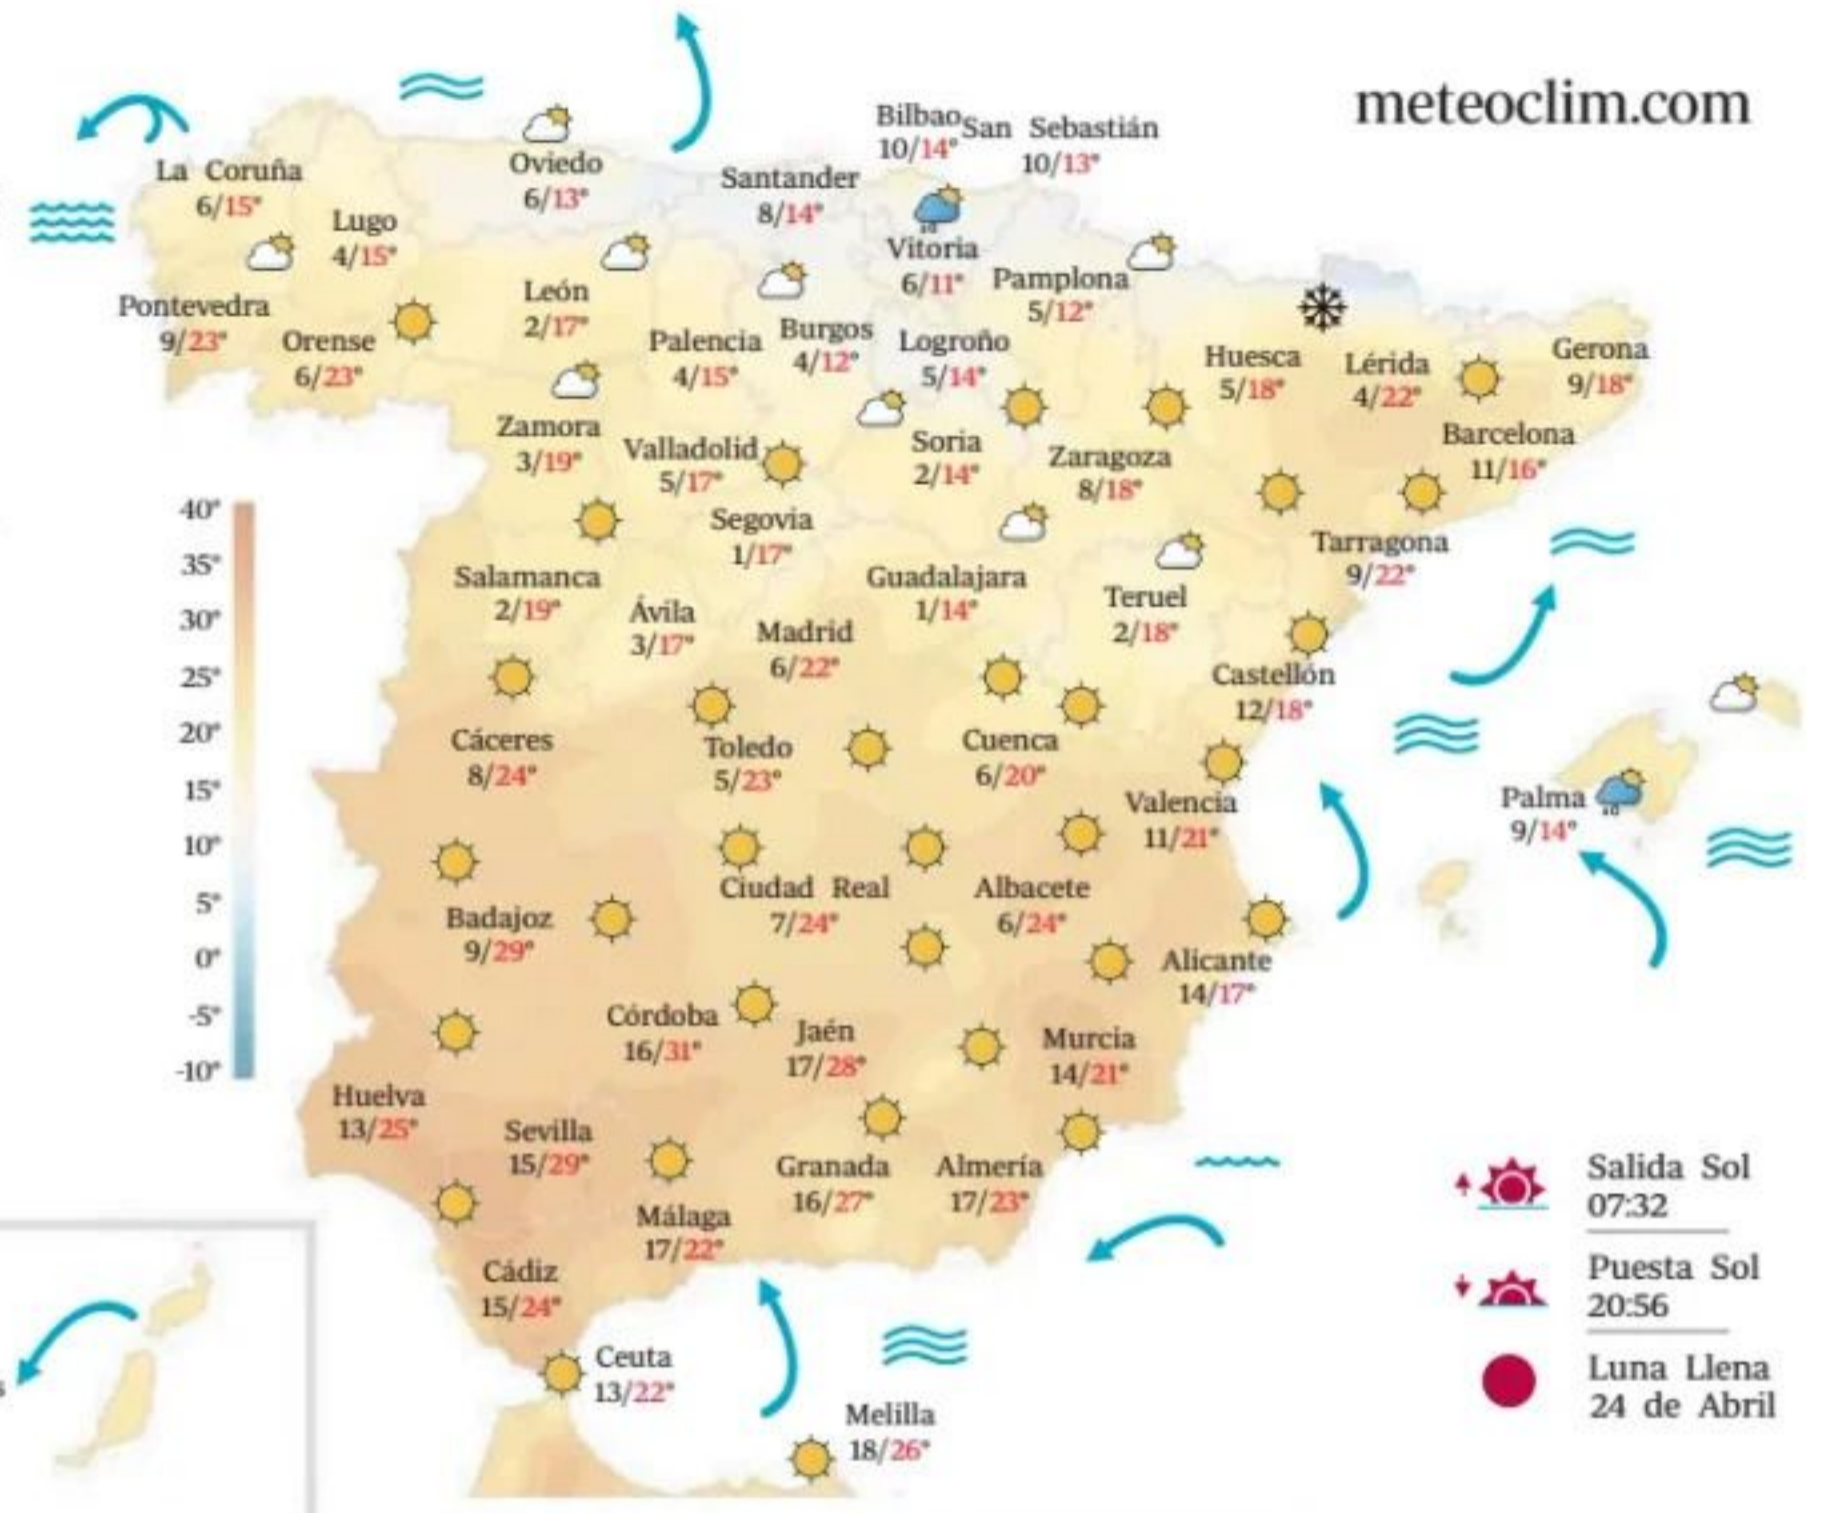 meteoclim.com
La Coruña
6/15°
Lugo
4/15°
Oviedo
6/13°
Santander
8/14°
Bilbao
10/14°
San Sebastián
10/13°
Vitoria
6/11°
Pamplona
5/12°
Pontevedra
9/23°
Orense
6/23°
León
2/17°
Palencia
4/15°
Burgos
4/12°
Logroño
5/14°
Huesca
5/18°
Lérida
4/22°
Gerona
9/18°
Barcelona
11/16°
Zamora
3/19°
Valladolid
5/17°
Soria
2/14°
Zaragoza
8/18°
Segovia
1/17°
Tarragona
9/22°
Salamanca
2/19°
Ávila
3/17°
Madrid
6/22°
Guadalajara
1/14°
Teruel
2/18°
Castellón
12/18°
Cáceres
8/24°
Toledo
5/23°
Cuenca
6/20°
Valencia
11/21°
Palma
9/14°
Badajoz
9/29°
Ciudad Real
7/24°
Albacete
6/24°
Alicante
14/17°
Córdoba
16/31°
Jaén
17/28°
Murcia
14/21°
Huelva
13/25°
Sevilla
15/29°
Granada
16/27°
Almería
17/23°
Málaga
17/22°
Cádiz
15/24°
Ceuta
13/22°
Melilla
18/26°
40°
35°
30°
25°
20°
15°
10°
5°
0°
-5°
-10°
Salida Sol
07:32
Puesta Sol
20:56
Luna Llena
24 de Abril